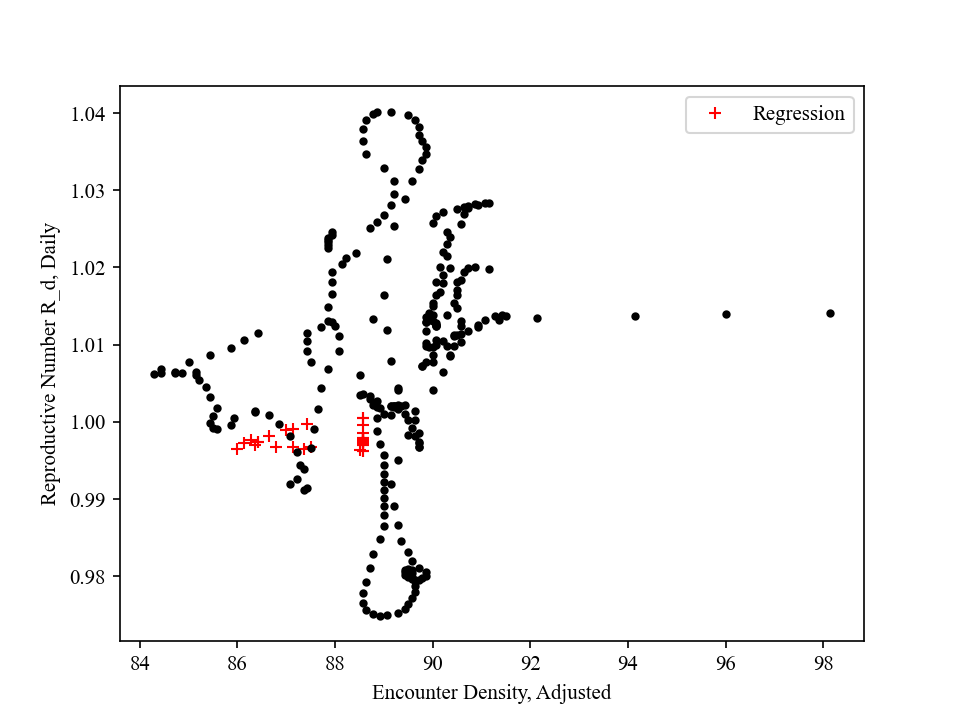 1.04
1.03
1.02
1.01
1.00
0.99
0.98
Reproductive Number R_d, Daily
Regression
84 86 88 90 92 94 96 98
Encounter Density, Adjusted